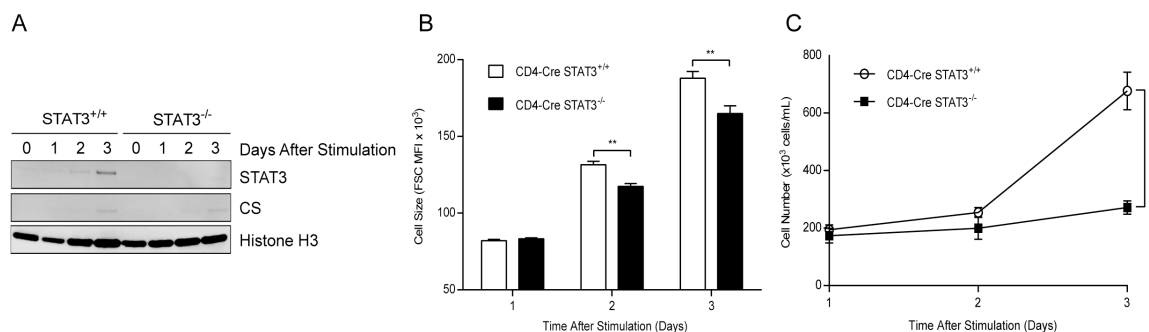 A
STAT3+/+ STAT3-/-
0 1 2 3 0 1 2 3 Days After Stimulation
STAT3
CS
Histone H3
B
Cell Size (FSC MFI x 10³)
200
150
100
50
CD4-Cre STAT3+/+
CD4-Cre STAT3-/-
**
**
1 2 3
Time After Stimulation (Days)
C
Cell Number (x10³ cells/mL)
800
600
400
200
0
CD4-Cre STAT3+/+
CD4-Cre STAT3-/-
1 2 3
Time After Stimulation (Days)